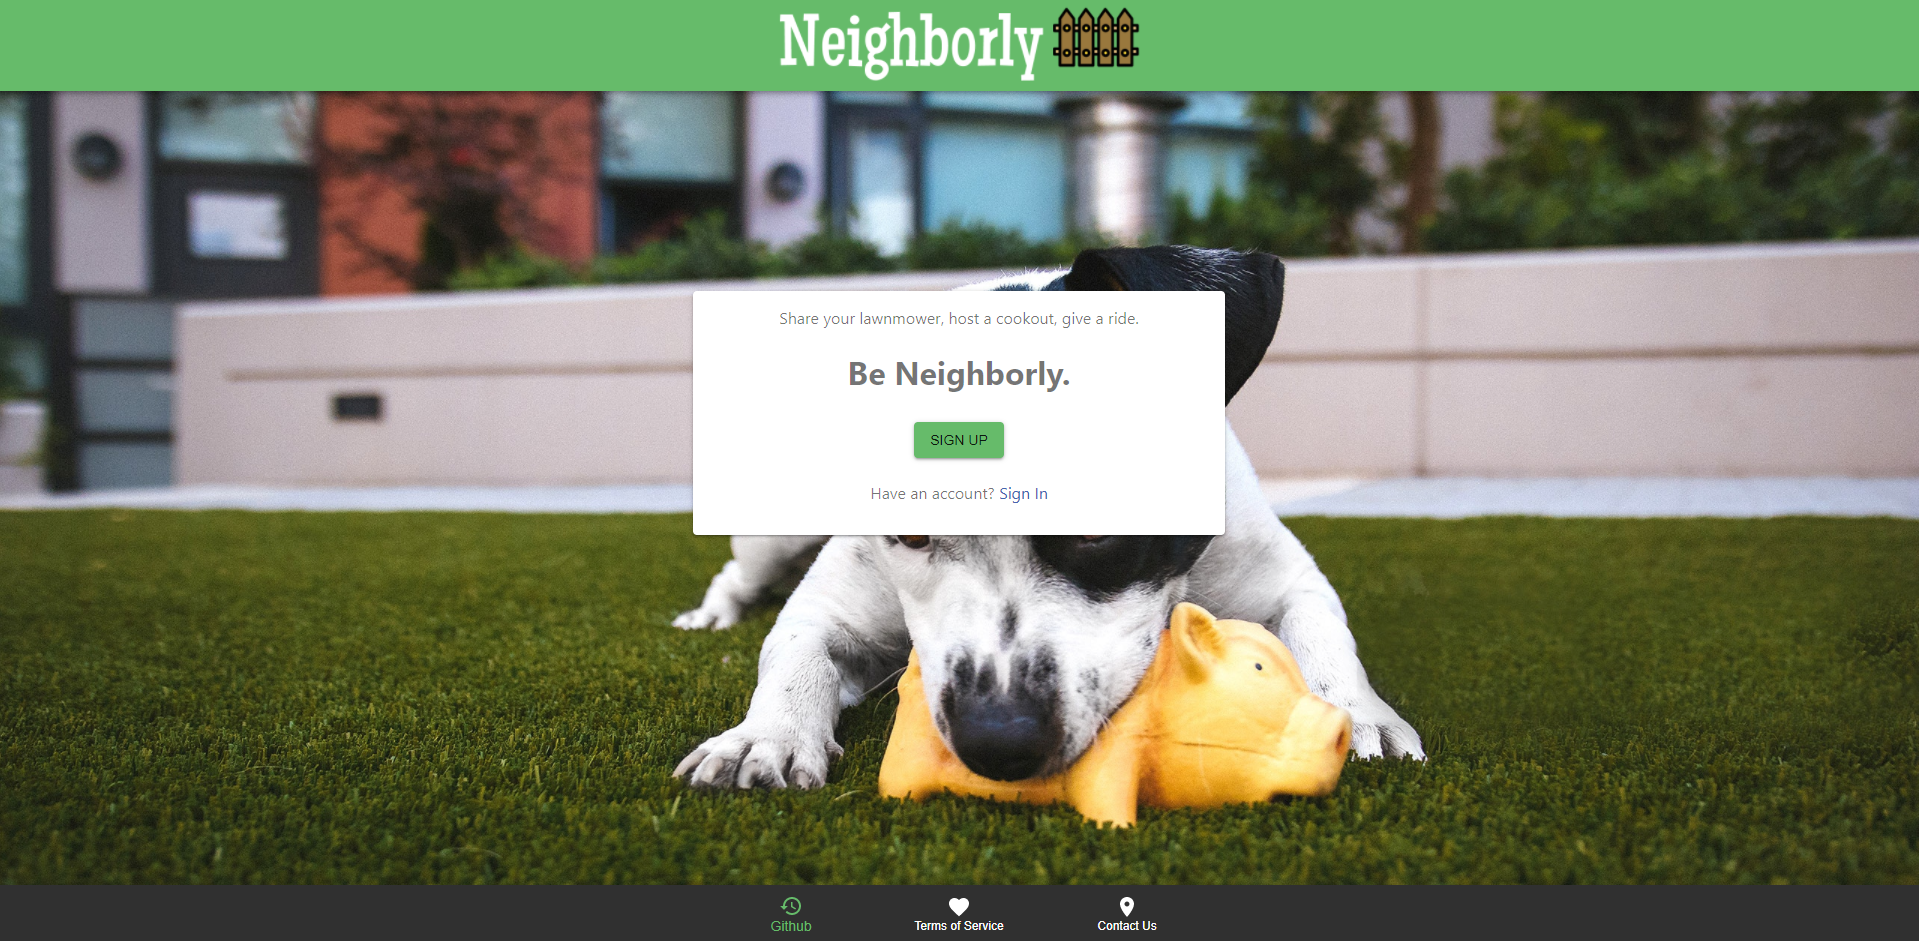 Neighborly
Share your lawnmower, host a cookout, give a ride.
Be Neighborly.
SIGN UP
Have an account? Sign In
Github
Terms of Service
Contact Us